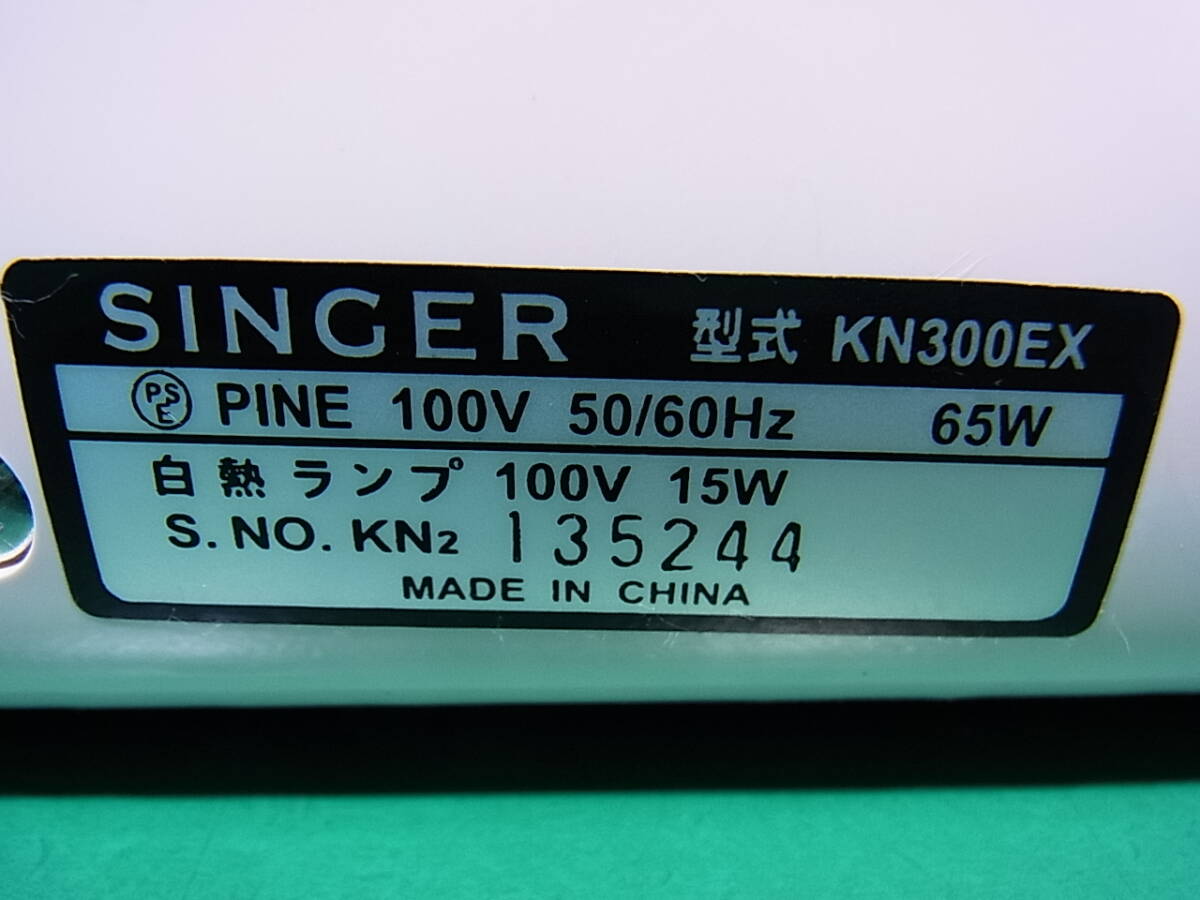 SINGER 型式 KN300EX
PSE PINE 100V 50/60Hz 65W
白熱ランプ 100V 15W
S. NO. KN2 135244
MADE IN CHINA